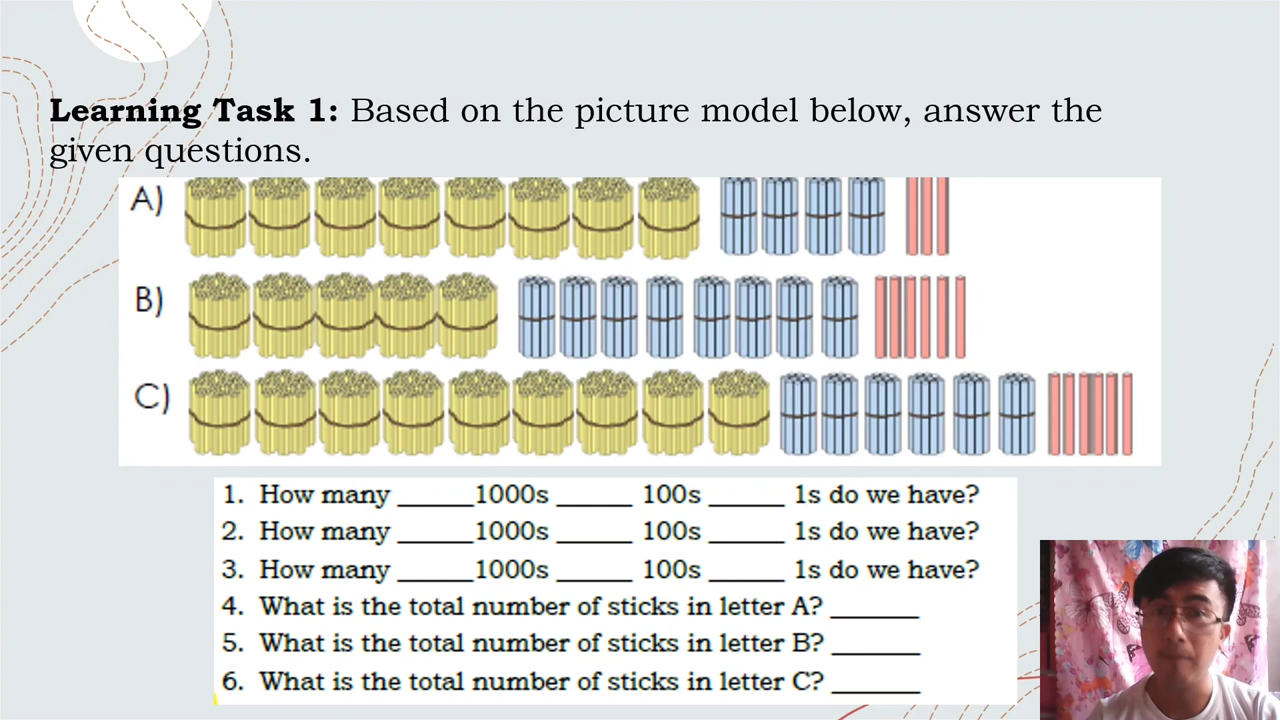 Learning Task 1: Based on the picture model below, answer the
given questions.
A)
B)
C)
1. How many ______1000s ______ 100s ______ 1s do we have?
2. How many ______1000s ______ 100s ______ 1s do we have?
3. How many ______1000s ______ 100s ______ 1s do we have?
4. What is the total number of sticks in letter A? _______
5. What is the total number of sticks in letter B? _______
6. What is the total number of sticks in letter C? _______